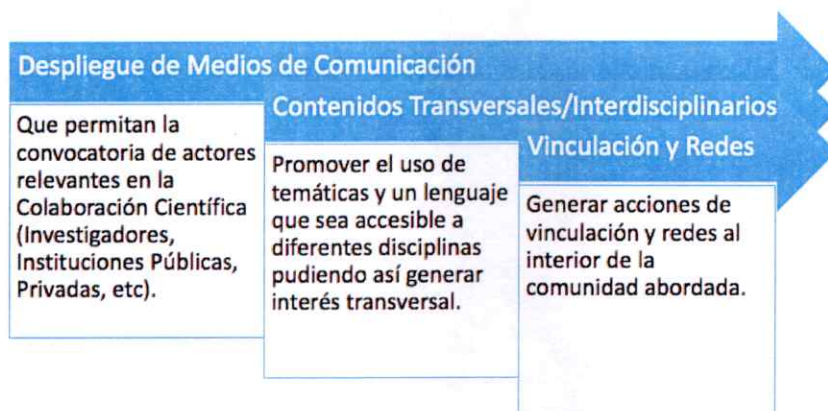 Despliegue de Medios de Comunicación
Que permitan la
convocatoria de actores
relevantes en la
Colaboración Científica
(Investigadores,
Instituciones Públicas,
Privadas, etc).
Contenidos Transversales/Interdisciplinarios
Promover el uso de
temáticas y un lenguaje
que sea accesible a
diferentes disciplinas
pudiendo así generar
interés transversal.
Vinculación y Redes
Generar acciones de
vinculación y redes al
interior de la
comunidad abordada.